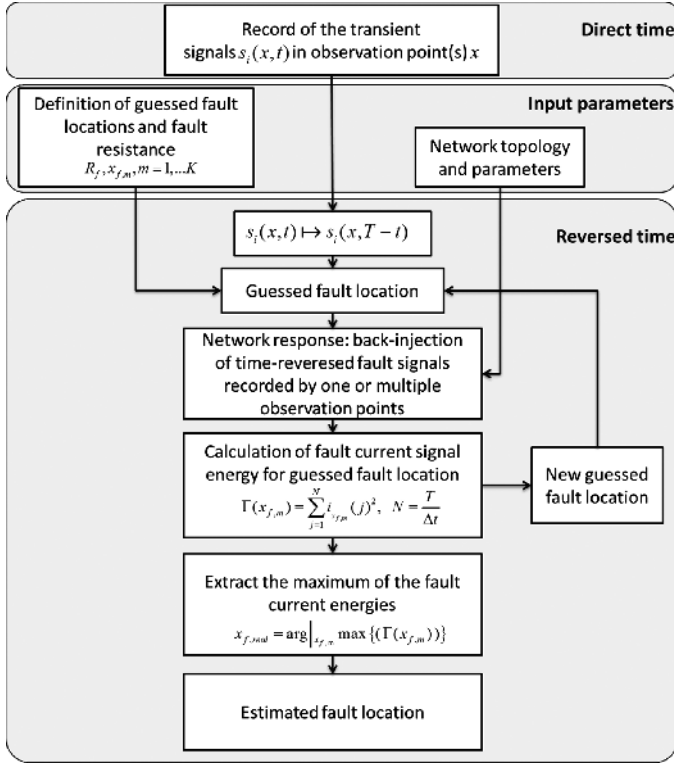 Record of the transient
signals s_i(x,t) in observation point(s) x
Direct time
Definition of guessed fault
locations and fault
resistance
R_f, x_{f,m}, m=1,...K
Input parameters
Network topology
and parameters
s_i(x,t) ↦ s_i(x,T−t)
Reversed time
Guessed fault location
Network response: back-injection
of time-reveresed fault signals
recorded by one or multiple
observation points
Calculation of fault current signal
energy for guessed fault location
Γ(x_{f,m}) = ∑_{j=1}^{N} i_{x_{f,m}}(j)², N = T/Δt
New guessed
fault location
Extract the maximum of the fault
current energies
x_{f,real} = arg|_{x_{f,m}} max{(Γ(x_{f,m}))}
Estimated fault location